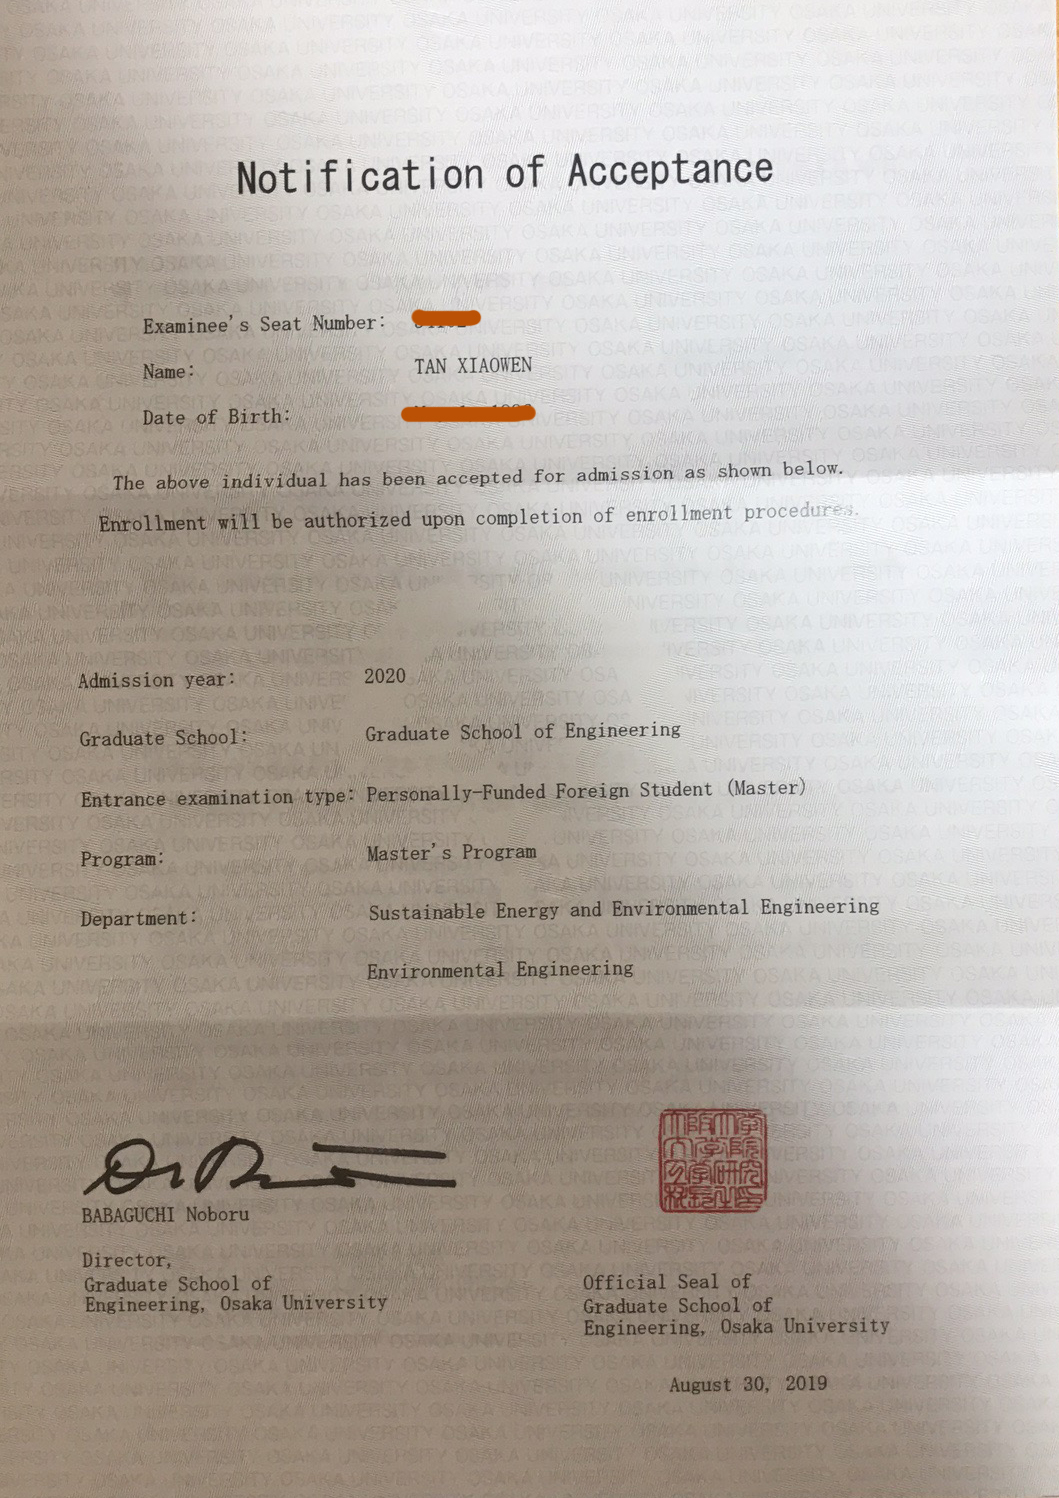 Notification of Acceptance
Examinee's Seat Number:
Name: TAN XIAOWEN
Date of Birth:
The above individual has been accepted for admission as shown below.
Enrollment will be authorized upon completion of enrollment procedures.
Admission year: 2020
Graduate School: Graduate School of Engineering
Entrance examination type: Personally-Funded Foreign Student (Master)
Program: Master's Program
Department: Sustainable Energy and Environmental Engineering
Environmental Engineering
BABAGUCHI Noboru
Director,
Graduate School of
Engineering, Osaka University
Official Seal of
Graduate School of
Engineering, Osaka University
August 30, 2019